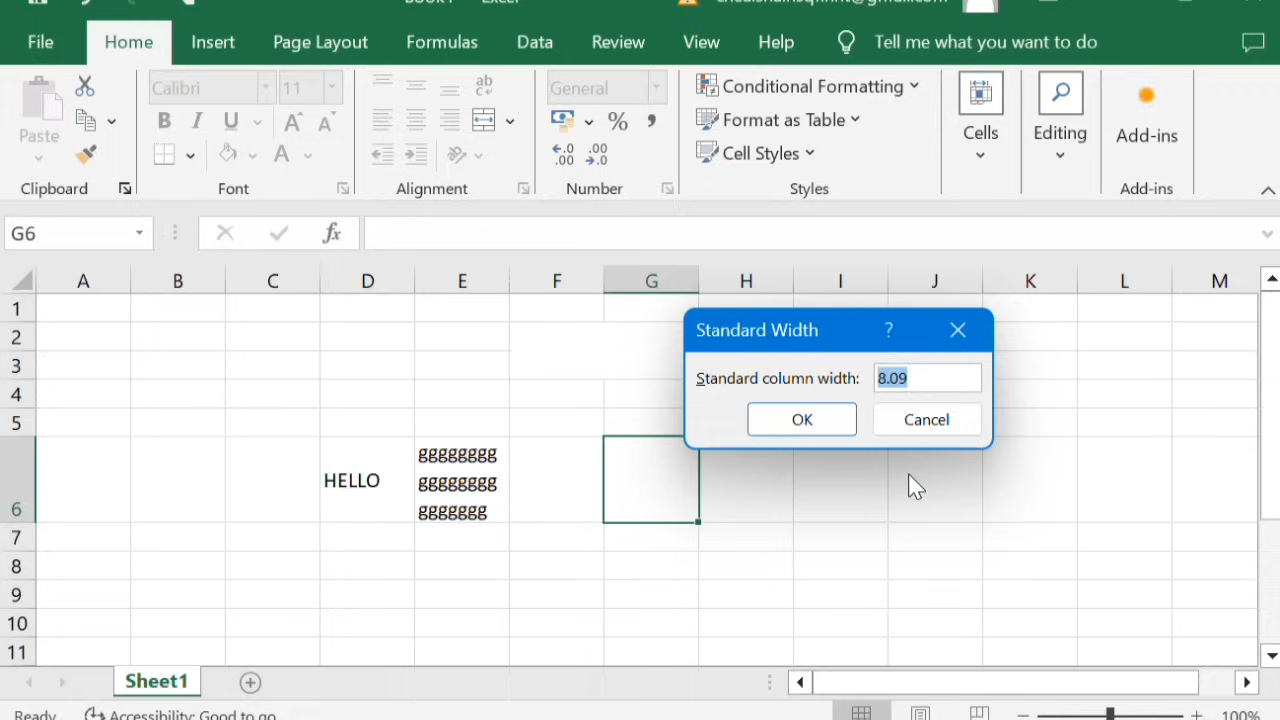 File Home Insert Page Layout Formulas Data Review View Help Tell me what you want to do
Paste
Calibri 11
B I U A A
A
ab
General
% ,
Conditional Formatting
Format as Table
Cell Styles
Cells
Editing
Add-ins
Clipboard Font Alignment Number Styles Add-ins
G6 fx
A B C D E F G H I J K L M
1
2
3
4
5
6
7
8
9
10
11
Standard Width ?
Standard column width: 8.09
OK Cancel
HELLO
gggggggg
gggggggg
ggggggg
Sheet1
Ready Accessibility: Good to go 100%